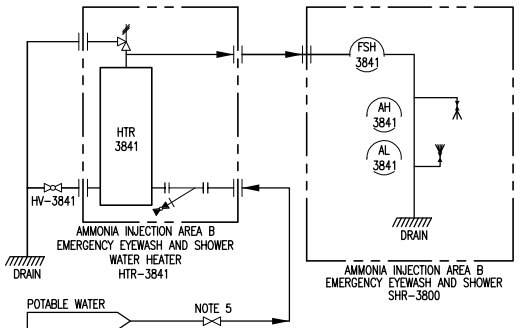 FSH
3841
AH
3841
AL
3841
HTR
3841
HV-3841
DRAIN
AMMONIA INJECTION AREA B
EMERGENCY EYEWASH AND SHOWER
WATER HEATER
HTR-3841
DRAIN
AMMONIA INJECTION AREA B
EMERGENCY EYEWASH AND SHOWER
SHR-3800
POTABLE WATER
NOTE 5